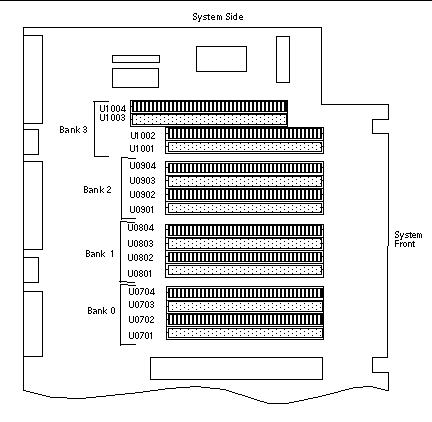 System Side
U1004
U1003
Bank 3
U1002
U1001
U0904
Bank 2
U0903
U0902
U0901
U0804
U0803
Bank 1
U0802
U0801
System
Front
U0704
U0703
Bank 0
U0702
U0701